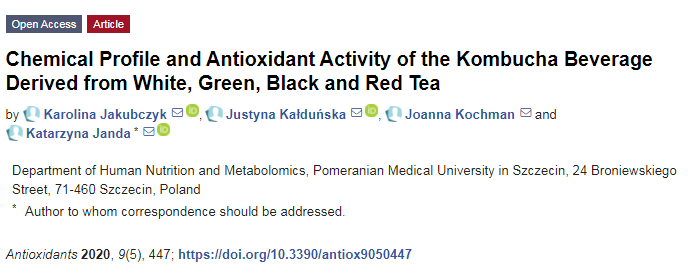 Open Access Article
Chemical Profile and Antioxidant Activity of the Kombucha Beverage
Derived from White, Green, Black and Red Tea
by Karolina Jakubczyk iD, Justyna Kałduńska iD, Joanna Kochman and
Katarzyna Janda * iD
Department of Human Nutrition and Metabolomics, Pomeranian Medical University in Szczecin, 24 Broniewskiego
Street, 71-460 Szczecin, Poland
* Author to whom correspondence should be addressed.
Antioxidants 2020, 9(5), 447; https://doi.org/10.3390/antiox9050447